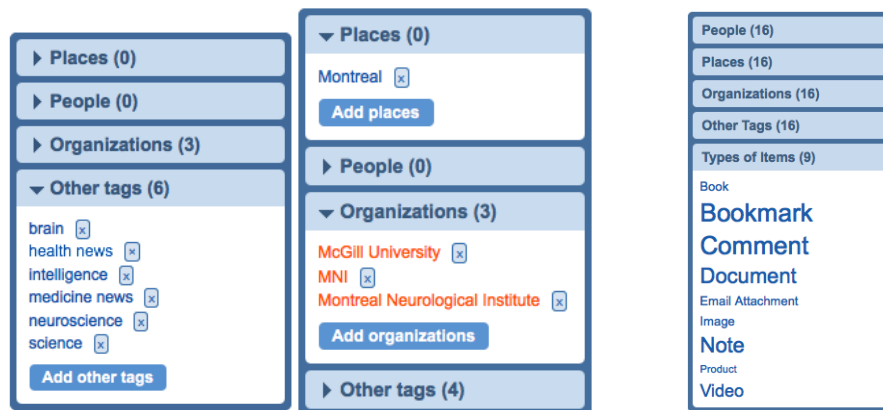 Places (0)
People (0)
Organizations (3)
Other tags (6)
brain x
health news x
intelligence x
medicine news x
neuroscience x
science x
Add other tags
Places (0)
Montreal x
Add places
People (0)
Organizations (3)
McGill University x
MNI x
Montreal Neurological Institute x
Add organizations
Other tags (4)
People (16)
Places (16)
Organizations (16)
Other Tags (16)
Types of Items (9)
Book
Bookmark
Comment
Document
Email Attachment
Image
Note
Product
Video